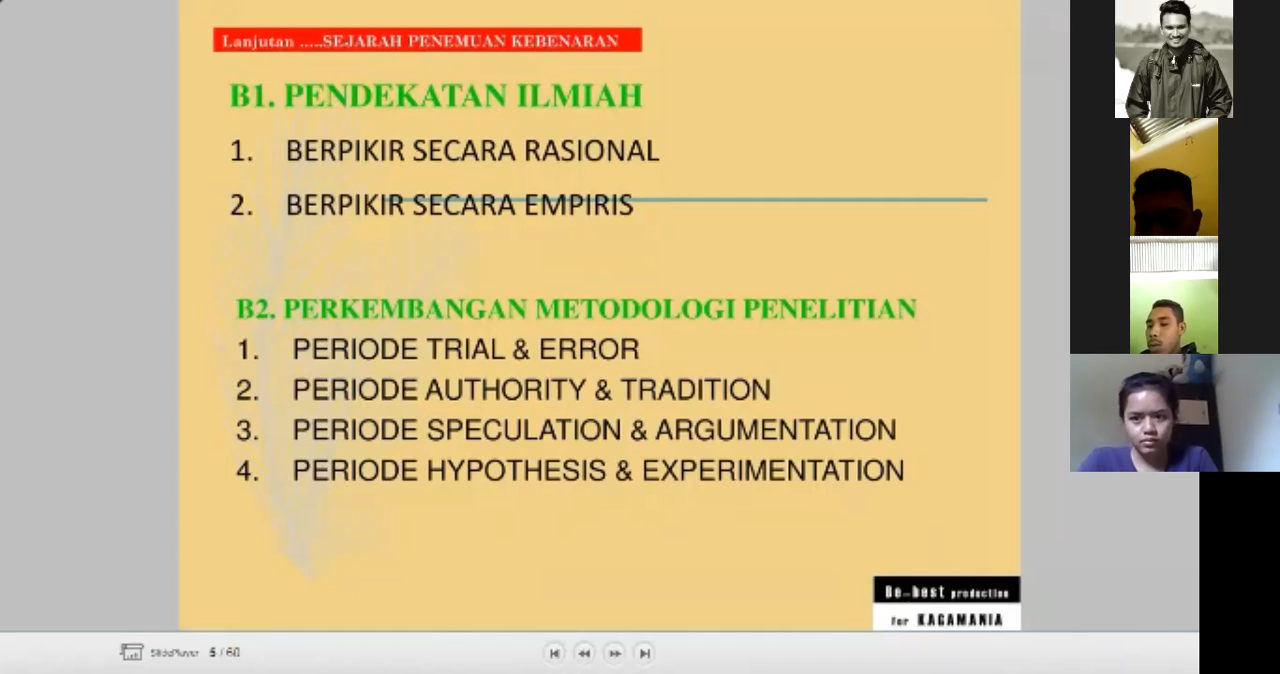 Lanjutan .....SEJARAH PENEMUAN KEBENARAN
B1. PENDEKATAN ILMIAH
1. BERPIKIR SECARA RASIONAL
2. BERPIKIR SECARA EMPIRIS
B2. PERKEMBANGAN METODOLOGI PENELITIAN
1. PERIODE TRIAL & ERROR
2. PERIODE AUTHORITY & TRADITION
3. PERIODE SPECULATION & ARGUMENTATION
4. PERIODE HYPOTHESIS & EXPERIMENTATION
Be-best production
for KAGAMANIA
SlidePlayer 5 / 60